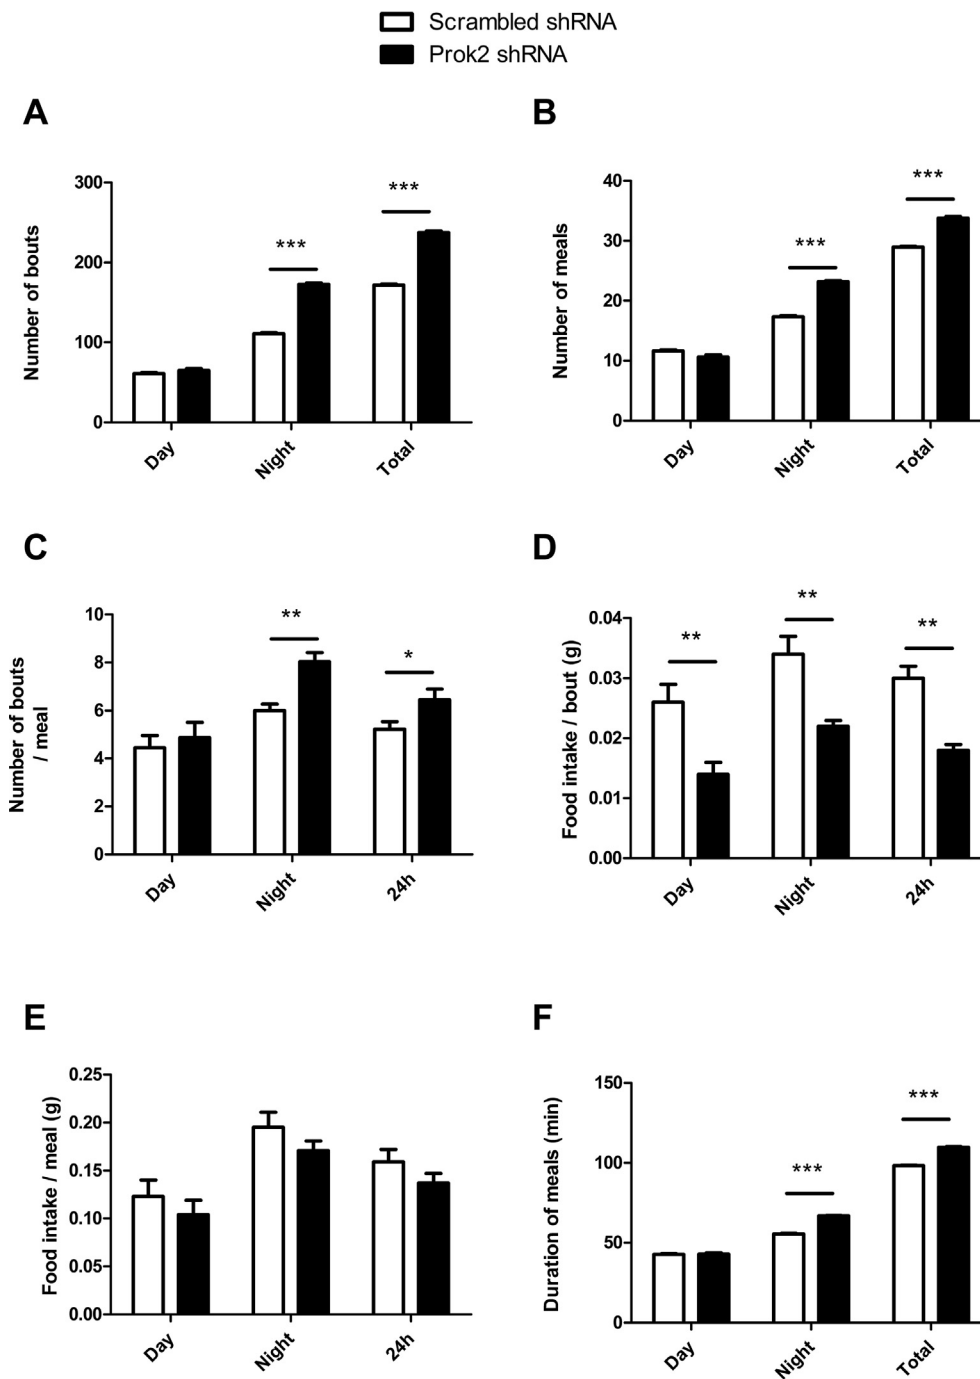 Scrambled shRNA
Prok2 shRNA
A
Number of bouts
300
200
100
0
***
***
Day
Night
Total
B
Number of meals
40
30
20
10
0
***
***
Day
Night
Total
C
Number of bouts
/ meal
10
8
6
4
2
0
**
*
Day
Night
24h
D
Food intake / bout (g)
0.04
0.03
0.02
0.01
0.00
**
**
**
Day
Night
24h
E
Food intake / meal (g)
0.25
0.20
0.15
0.10
0.05
0.00
Day
Night
24h
F
Duration of meals (min)
150
100
50
0
***
***
Day
Night
Total